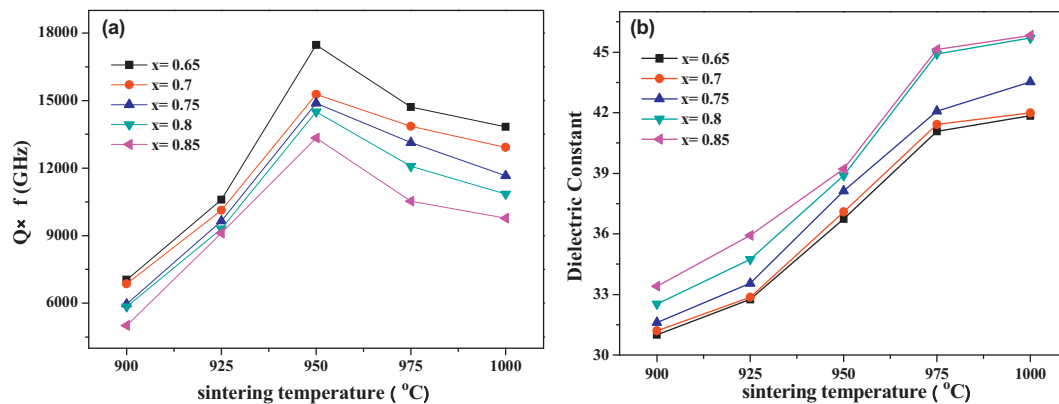 (a)
18000
15000
12000
9000
6000
Q× f (GHz)
x= 0.65
x= 0.7
x= 0.75
x= 0.8
x= 0.85
900 925 950 975 1000
sintering temperature ( °C)
(b)
45
42
39
36
33
30
Dielectric Constant
x= 0.65
x= 0.7
x= 0.75
x= 0.8
x= 0.85
900 925 950 975 1000
sintering temperature ( °C)